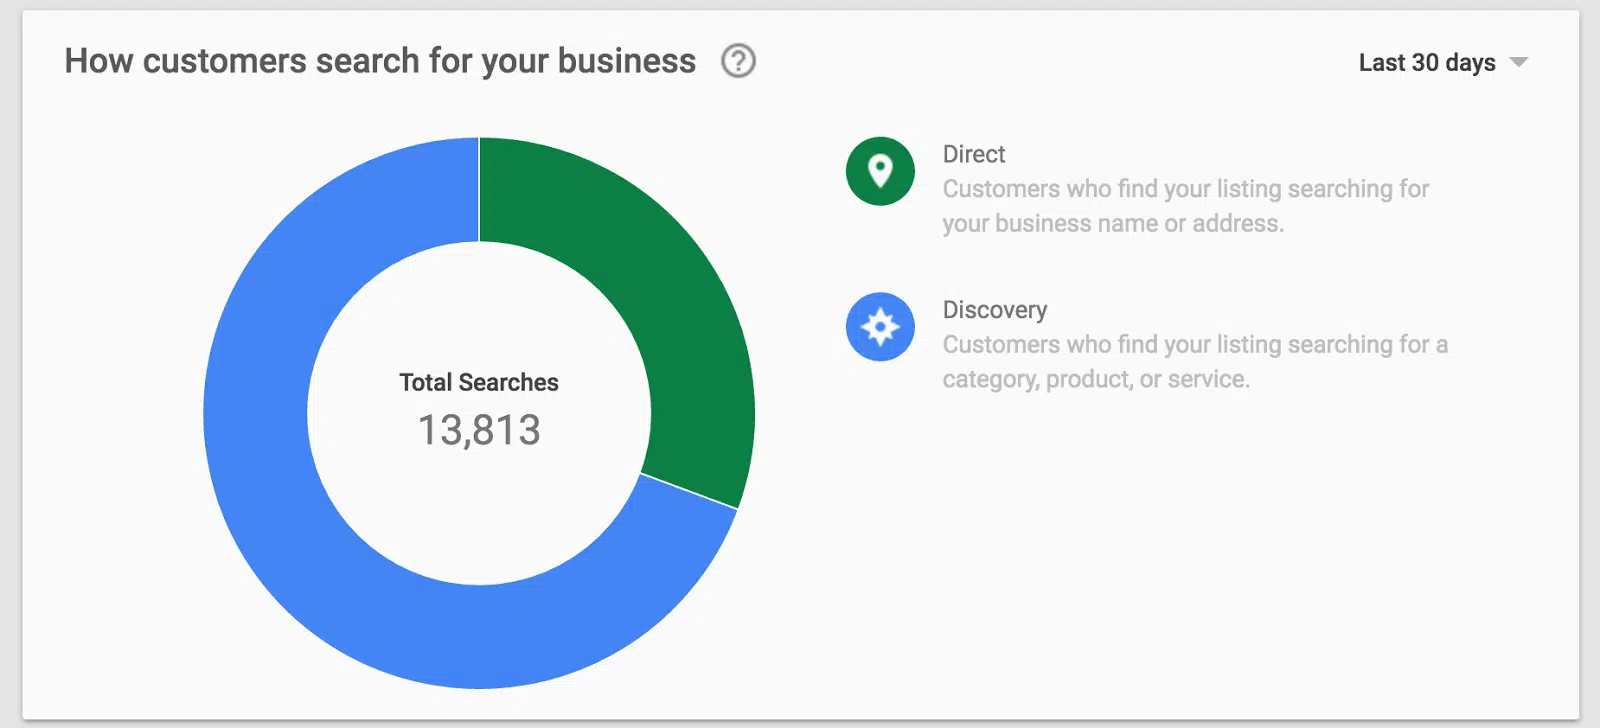 How customers search for your business
Last 30 days
Total Searches
13,813
Direct
Customers who find your listing searching for
your business name or address.
Discovery
Customers who find your listing searching for a
category, product, or service.